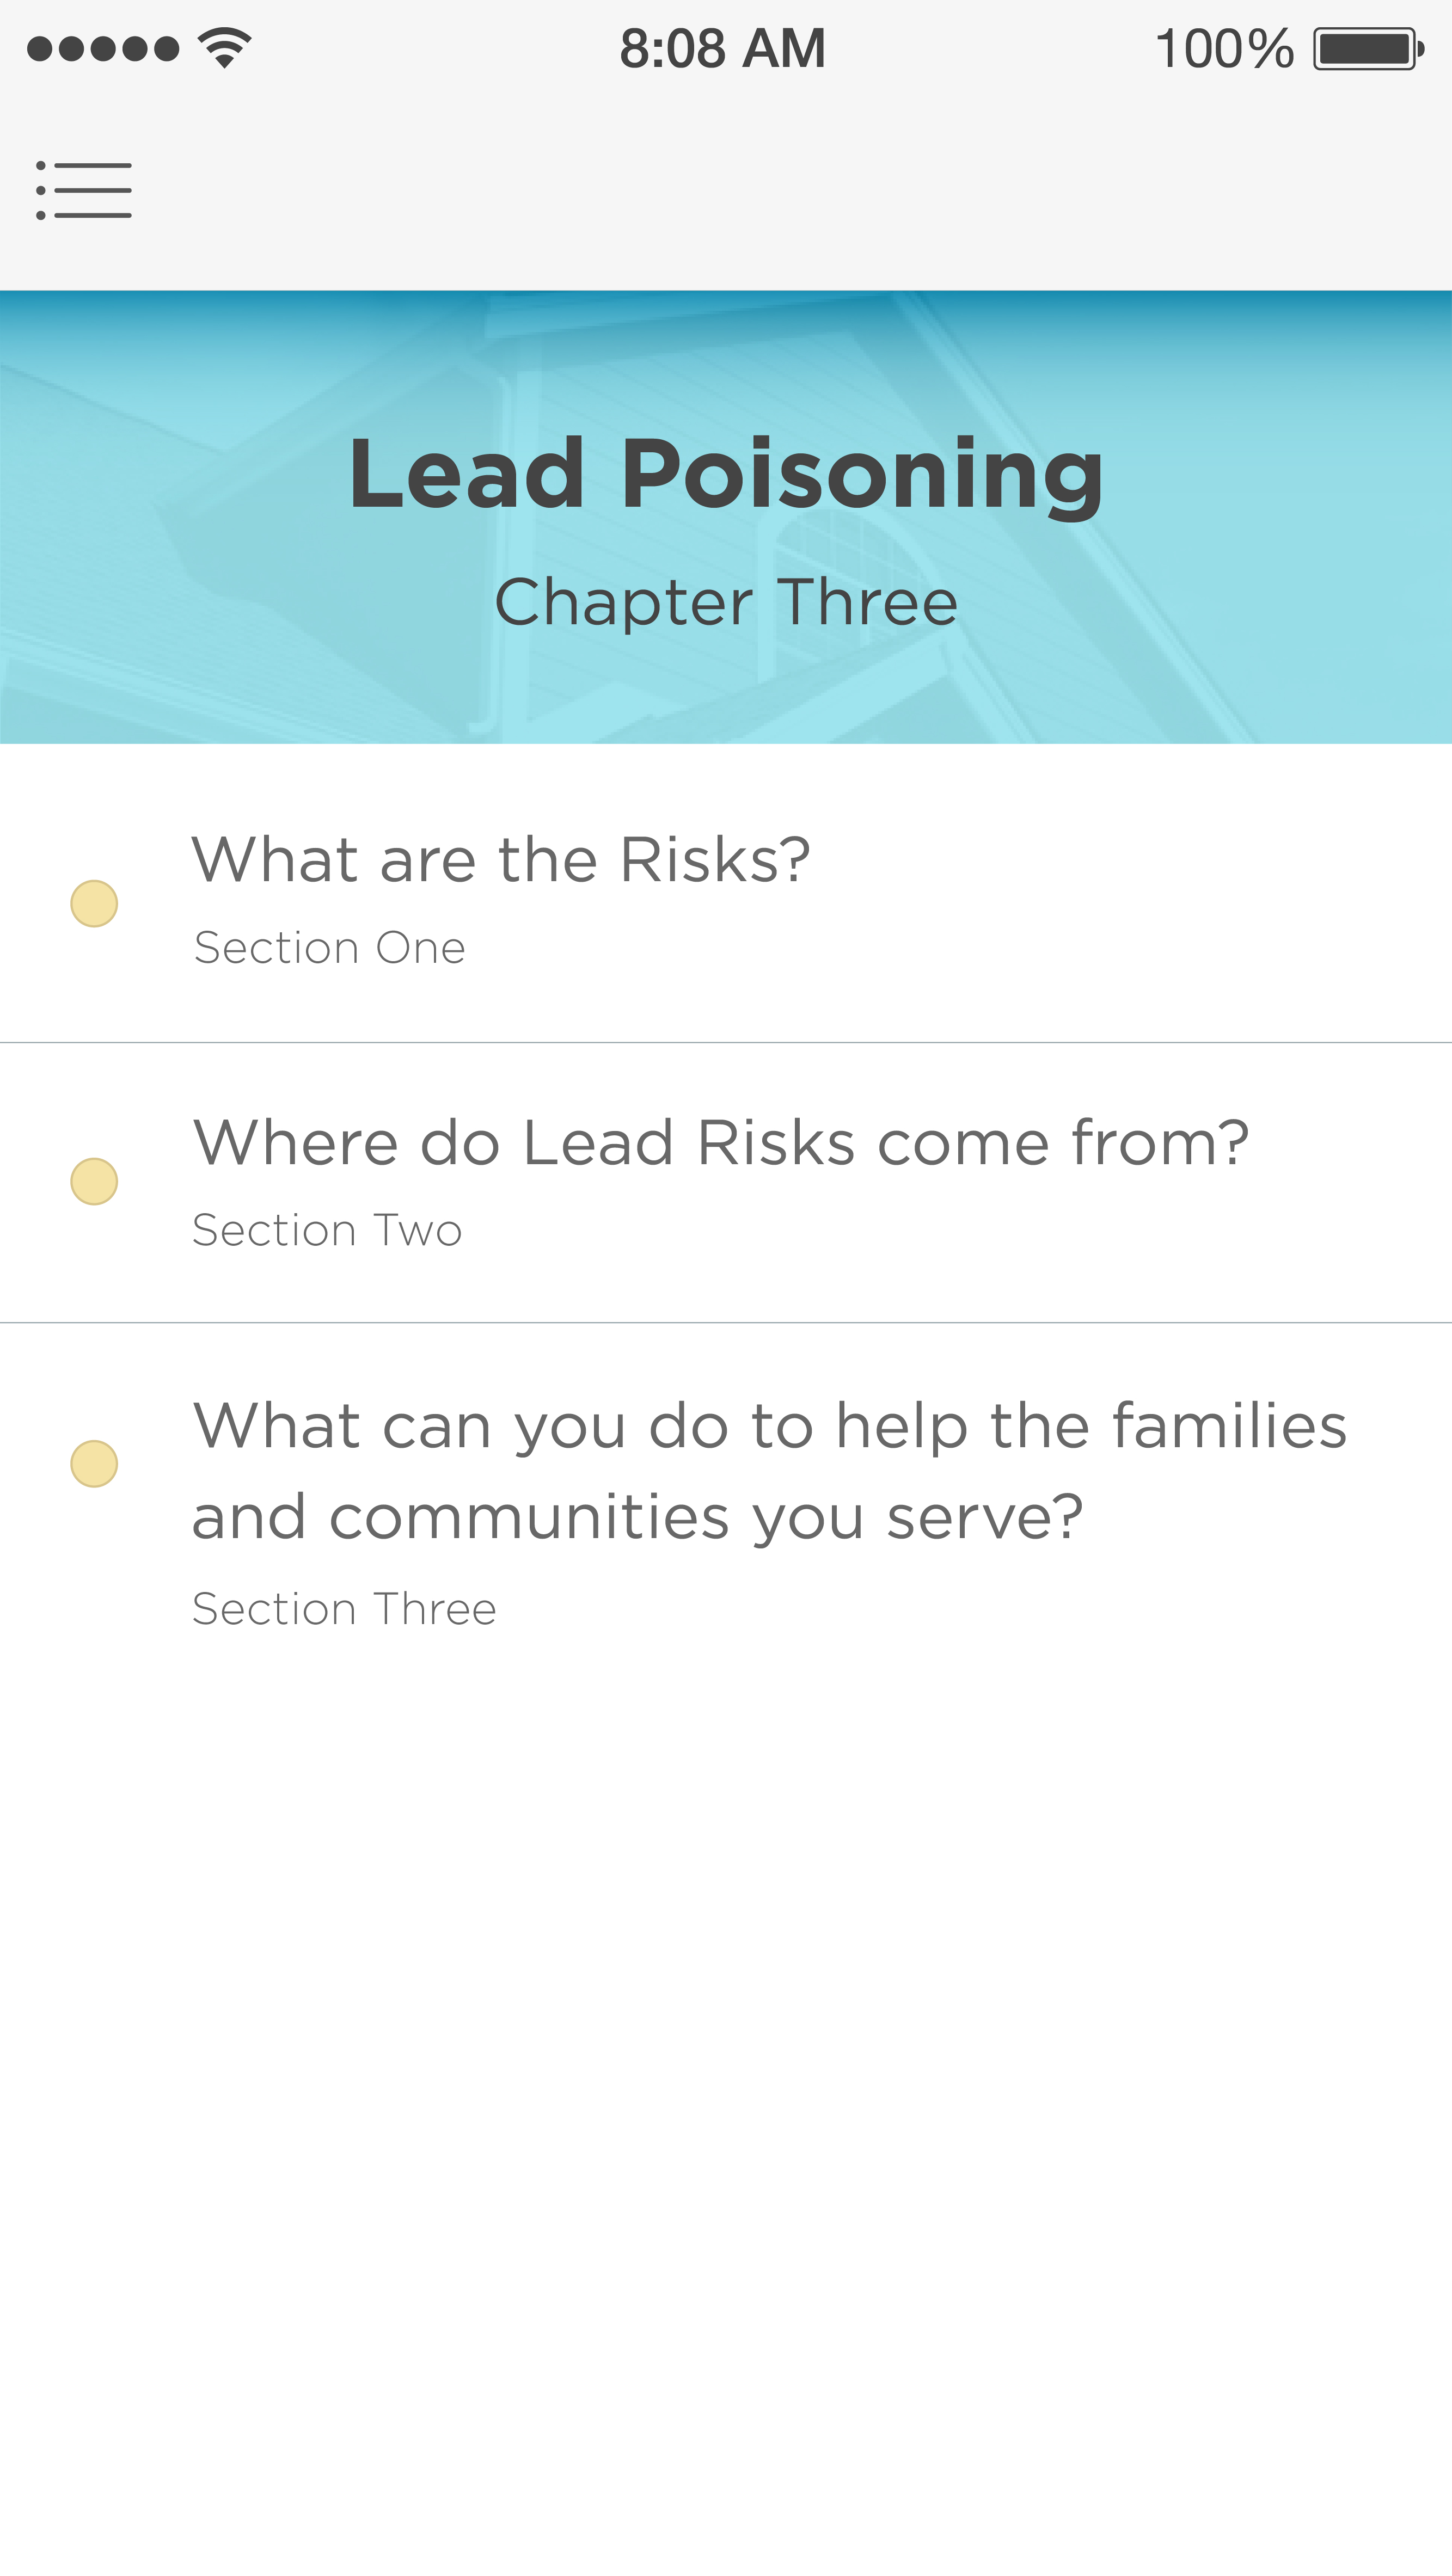 8:08 AM
100%
Lead Poisoning
Chapter Three
What are the Risks?
Section One
Where do Lead Risks come from?
Section Two
What can you do to help the families
and communities you serve?
Section Three